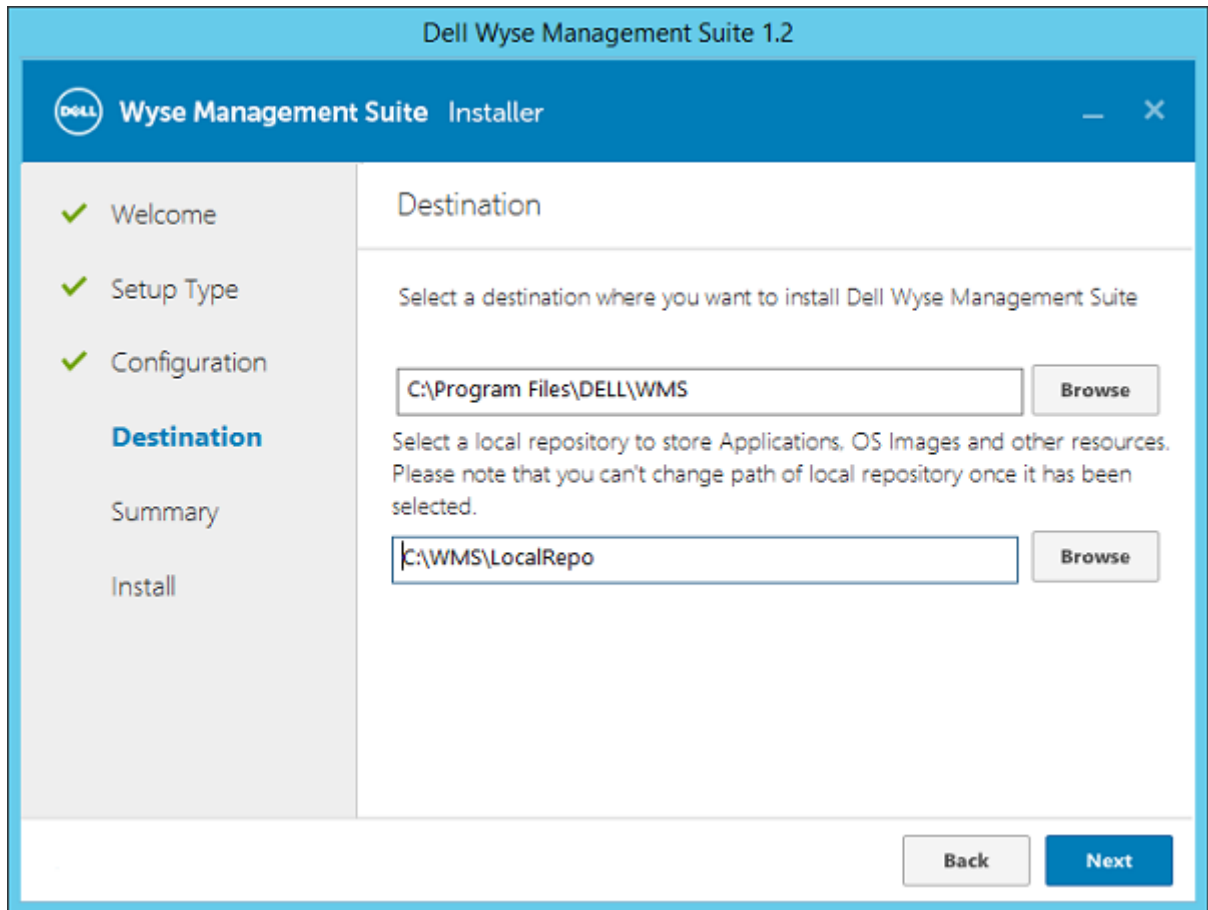 Dell Wyse Management Suite 1.2
DELL Wyse Management Suite Installer
Welcome
Setup Type
Configuration
Destination
Summary
Install
Destination
Select a destination where you want to install Dell Wyse Management Suite
C:\Program Files\DELL\WMS
Browse
Select a local repository to store Applications, OS Images and other resources.
Please note that you can't change path of local repository once it has been
selected.
C:\WMS\LocalRepo
Browse
Back
Next